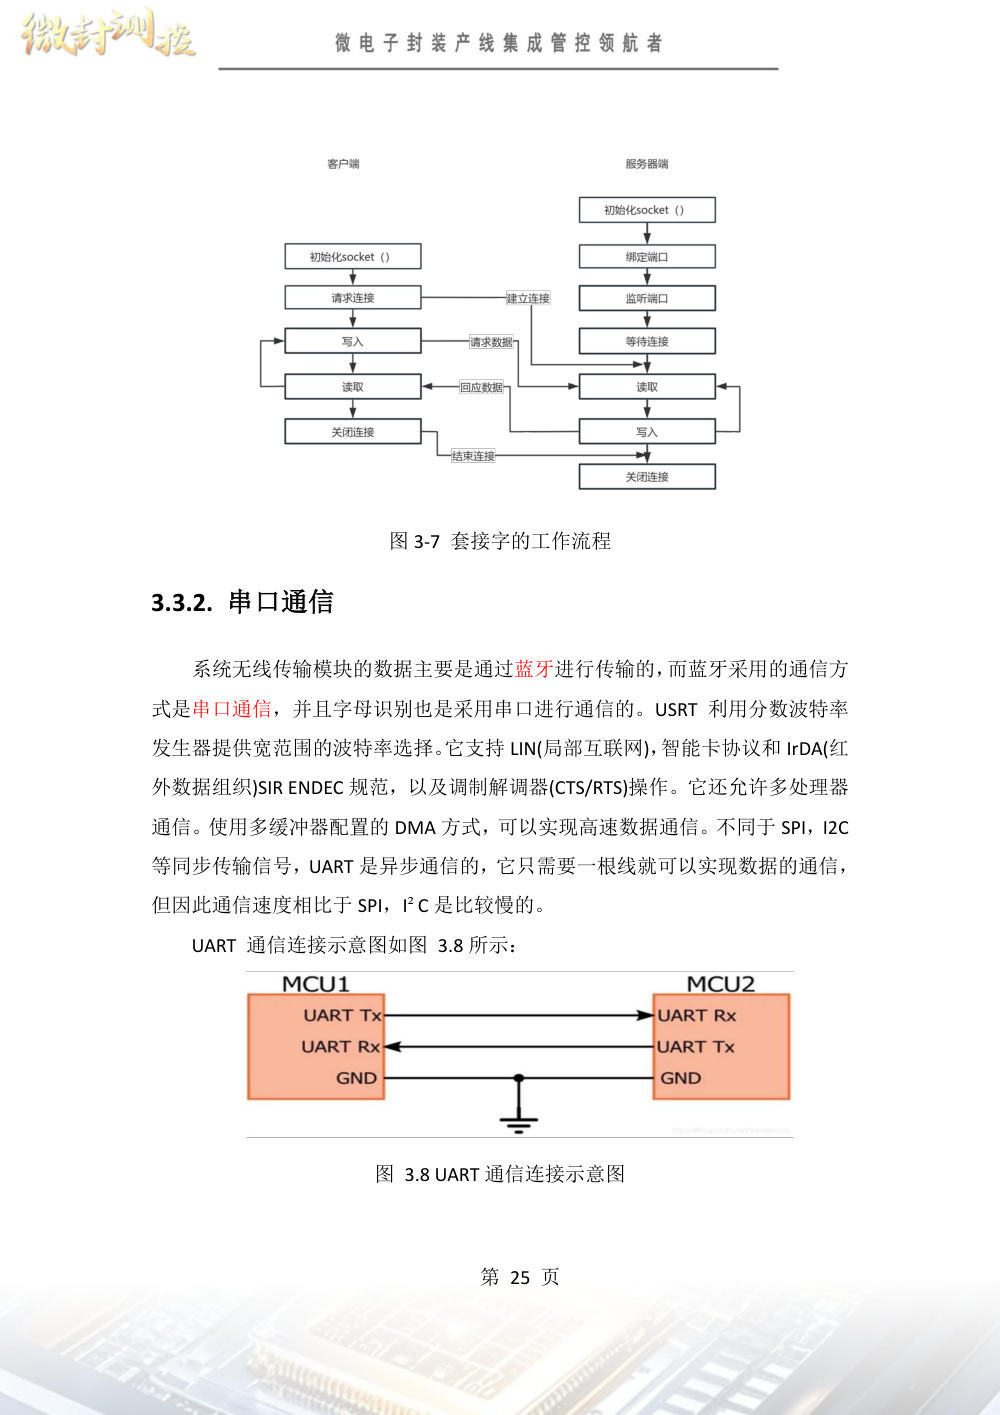 微封测控
微电子封装产线集成管控领航者
客户端
服务器端
初始化socket（）
绑定端口
初始化socket（）
请求连接
建立连接
监听端口
写入
请求数据
等待连接
读取
回应数据
读取
关闭连接
写入
结束连接
关闭连接
图 3-7 套接字的工作流程
3.3.2. 串口通信
系统无线传输模块的数据主要是通过蓝牙进行传输的，而蓝牙采用的通信方
式是串口通信，并且字母识别也是采用串口进行通信的。USRT 利用分数波特率
发生器提供宽范围的波特率选择。它支持 LIN(局部互联网)，智能卡协议和 IrDA(红
外数据组织)SIR ENDEC 规范，以及调制解调器(CTS/RTS)操作。它还允许多处理器
通信。使用多缓冲器配置的 DMA 方式，可以实现高速数据通信。不同于 SPI，I2C
等同步传输信号，UART 是异步通信的，它只需要一根线就可以实现数据的通信，
但因此通信速度相比于 SPI，I² C 是比较慢的。
UART 通信连接示意图如图 3.8 所示：
MCU1
MCU2
UART Tx
UART Rx
UART Rx
UART Tx
GND
GND
图 3.8 UART 通信连接示意图
第 25 页